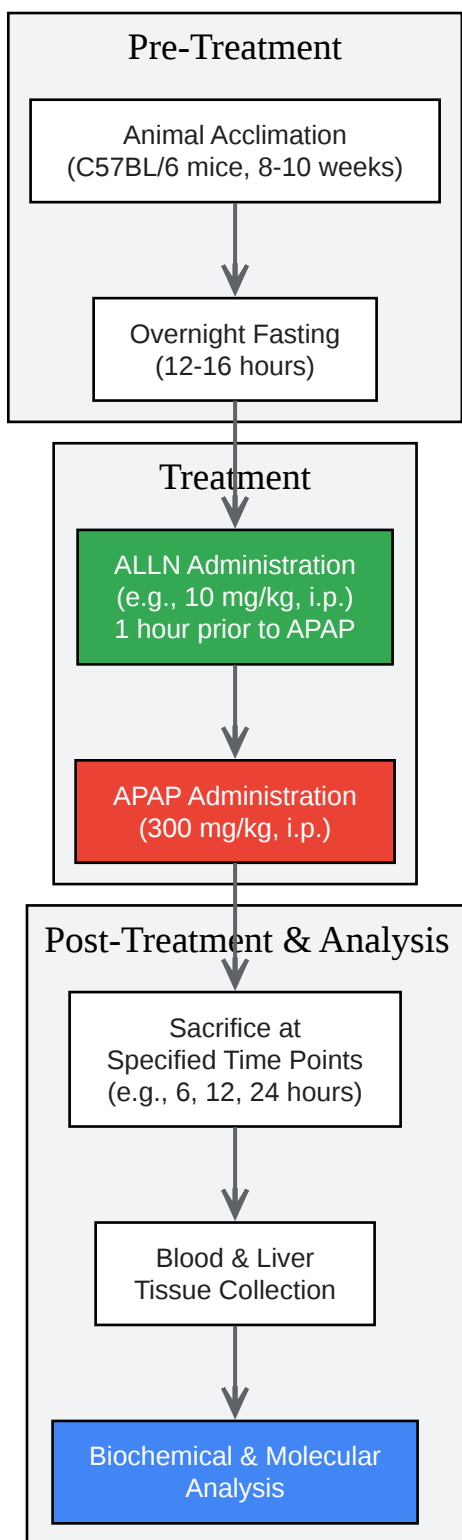 Pre-Treatment
Animal Acclimation
(C57BL/6 mice, 8-10 weeks)
Overnight Fasting
(12-16 hours)
Treatment
ALLN Administration
(e.g., 10 mg/kg, i.p.)
1 hour prior to APAP
APAP Administration
(300 mg/kg, i.p.)
Post-Treatment & Analysis
Sacrifice at
Specified Time Points
(e.g., 6, 12, 24 hours)
Blood & Liver
Tissue Collection
Biochemical & Molecular
Analysis